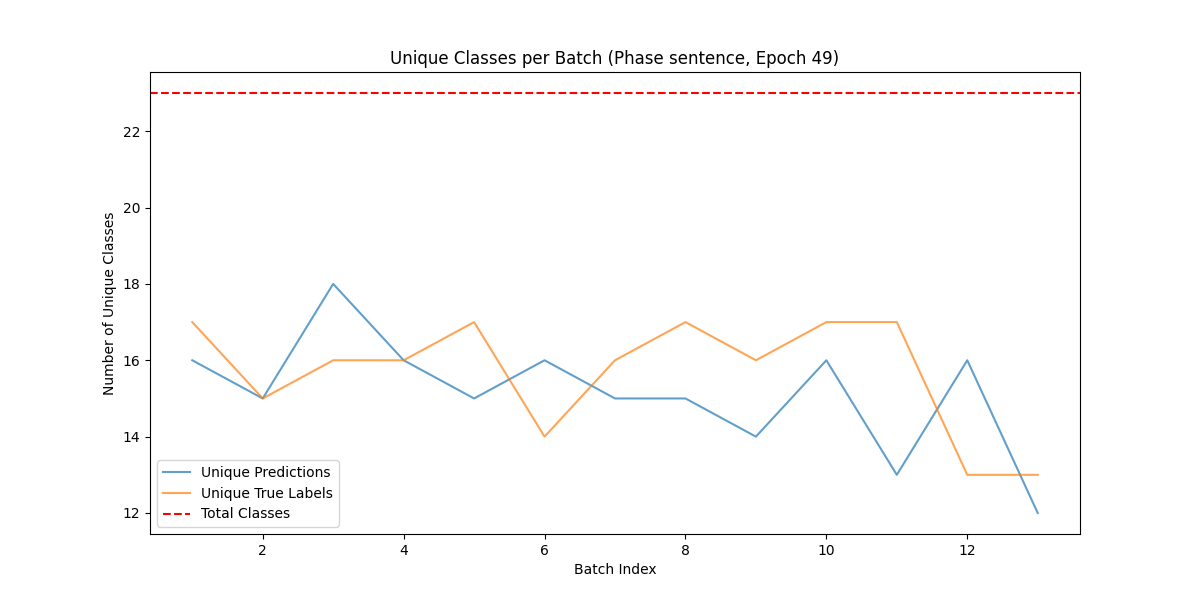 Unique Classes per Batch (Phase sentence, Epoch 49)
Number of Unique Classes
22
20
18
16
14
12
Unique Predictions
Unique True Labels
Total Classes
2 4 6 8 10 12
Batch Index